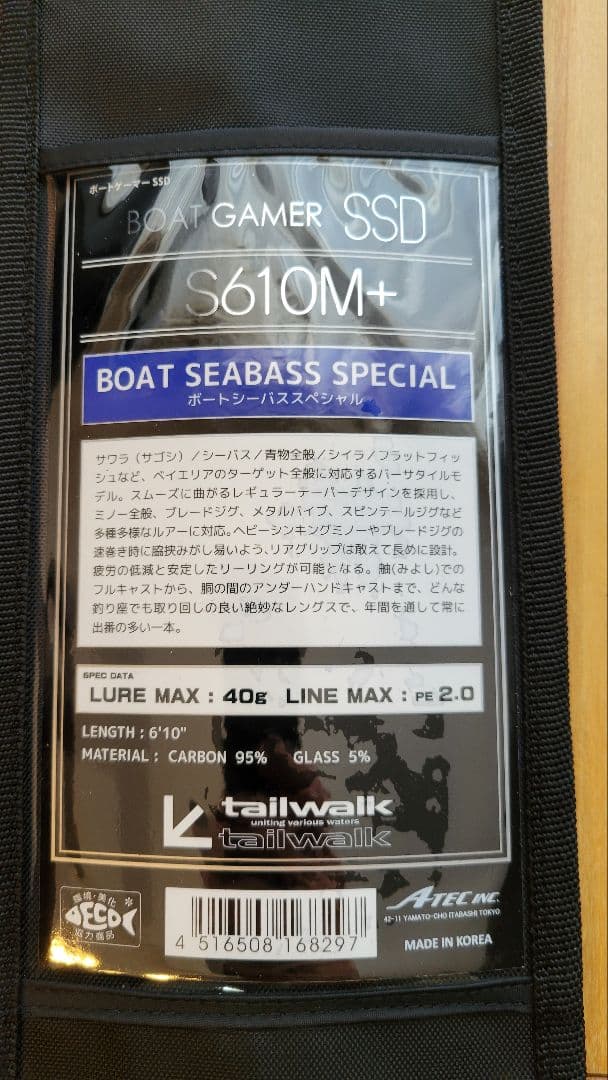 ボートゲーマーSSD
BOAT GAMER SSD
S610M+
BOAT SEABASS SPECIAL
ボートシーバススペシャル
サワラ（サゴシ）／シーバス／青物全般／シイラ／フラットフィッ
シュなど、ベイエリアのターゲット全般に対応するバーサタイルモ
デル。スムーズに曲がるレギュラーテーパーデザインを採用し、
ミノー全般、ブレードジグ、メタルバイブ、スピンテールジグなど
多種多様なルアーに対応。ヘビーシンキングミノーやブレードジグの
速巻き時に脇挟みがし易いよう、リアグリップは敢えて長めに設計。
疲労の低減と安定したリーリングが可能となる。舳(みよし)での
フルキャストから、胴の間のアンダーハンドキャストまで、どんな
釣り座でも取り回しの良い絶妙なレングスで、年間を通して常に
出番の多い一本。
SPEC DATA
LURE MAX : 40g LINE MAX : PE 2.0
LENGTH : 6'10"
MATERIAL : CARBON 95% GLASS 5%
tailwalk
uniting various waters
tailwalk
環境・美化
ECO
協力商品
4 516508 168297
A-TEC INC.
42-11 YAMATO-CHO ITABASHI TOKYO
MADE IN KOREA